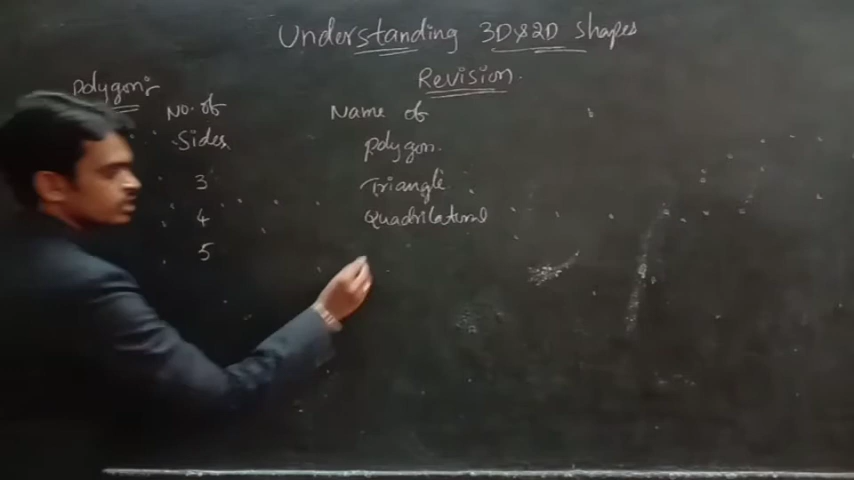 Understanding 3D&2D shapes
Revision.
Polygon:
No. of Name of
Sides. Polygon.
3 Triangle
4 Quadrilateral
5